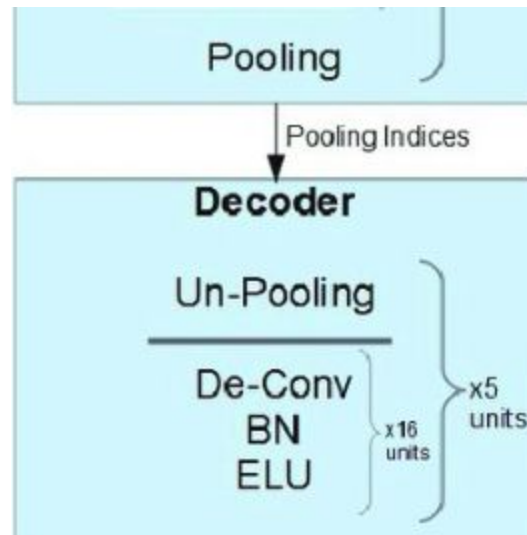 Pooling
Pooling Indices
Decoder
Un-Pooling
De-Conv
BN
ELU
x16
units
x5
units